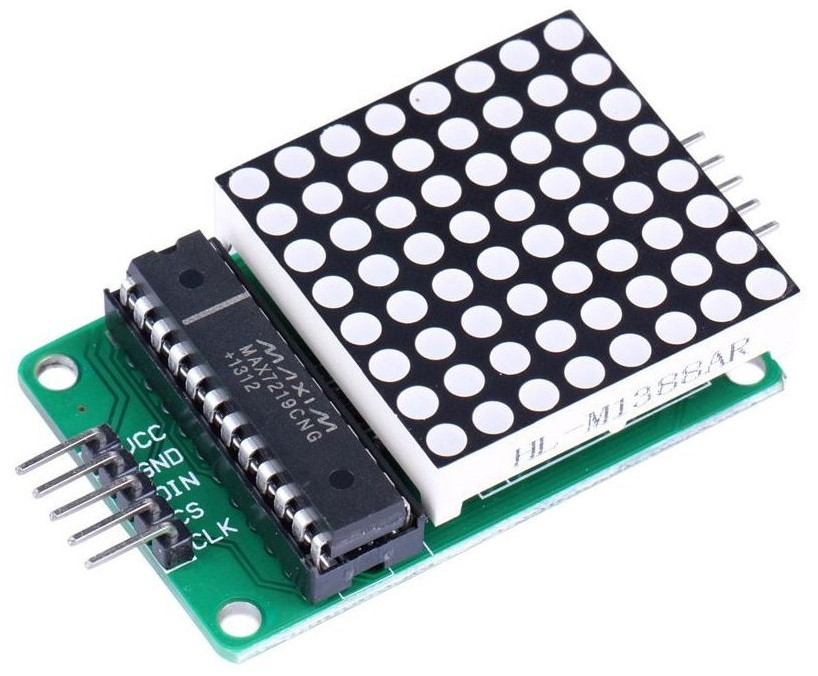 MAXIM
MAX7219CNG
+1312
VCC
GND
DIN
CS
CLK
HL-M1388AR